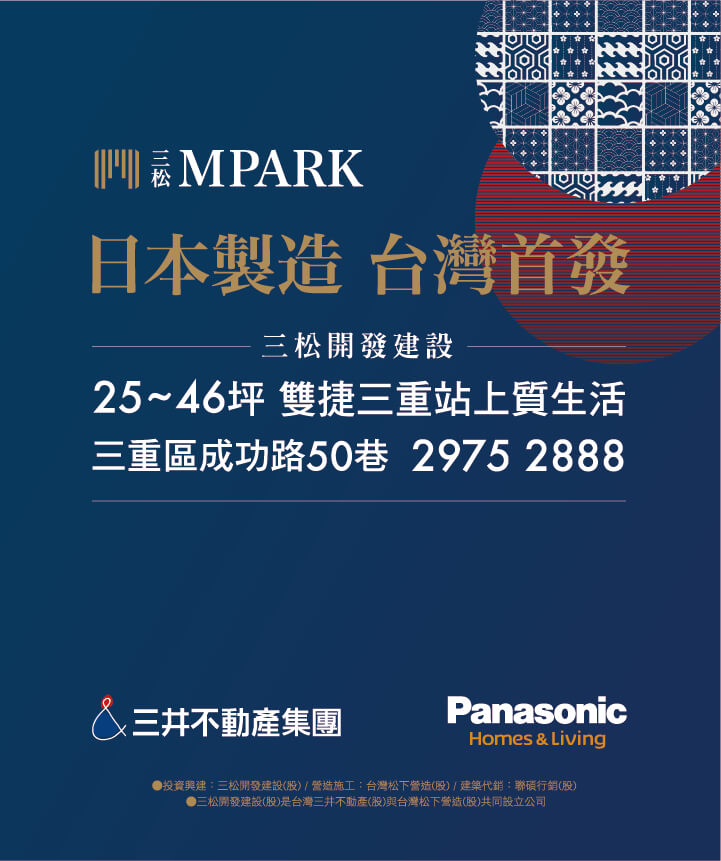 三松 MPARK
日本製造 台灣首發
三松開發建設
25~46坪 雙捷三重站上質生活
三重區成功路50巷 2975 2888
三井不動產集團
Panasonic
Homes & Living
●投資興建：三松開發建設(股) / 營造施工：台灣松下營造(股) / 建築代銷：聯碩行銷(股)
●三松開發建設(股)是台灣三井不動產(股)與台灣松下營造(股)共同設立公司